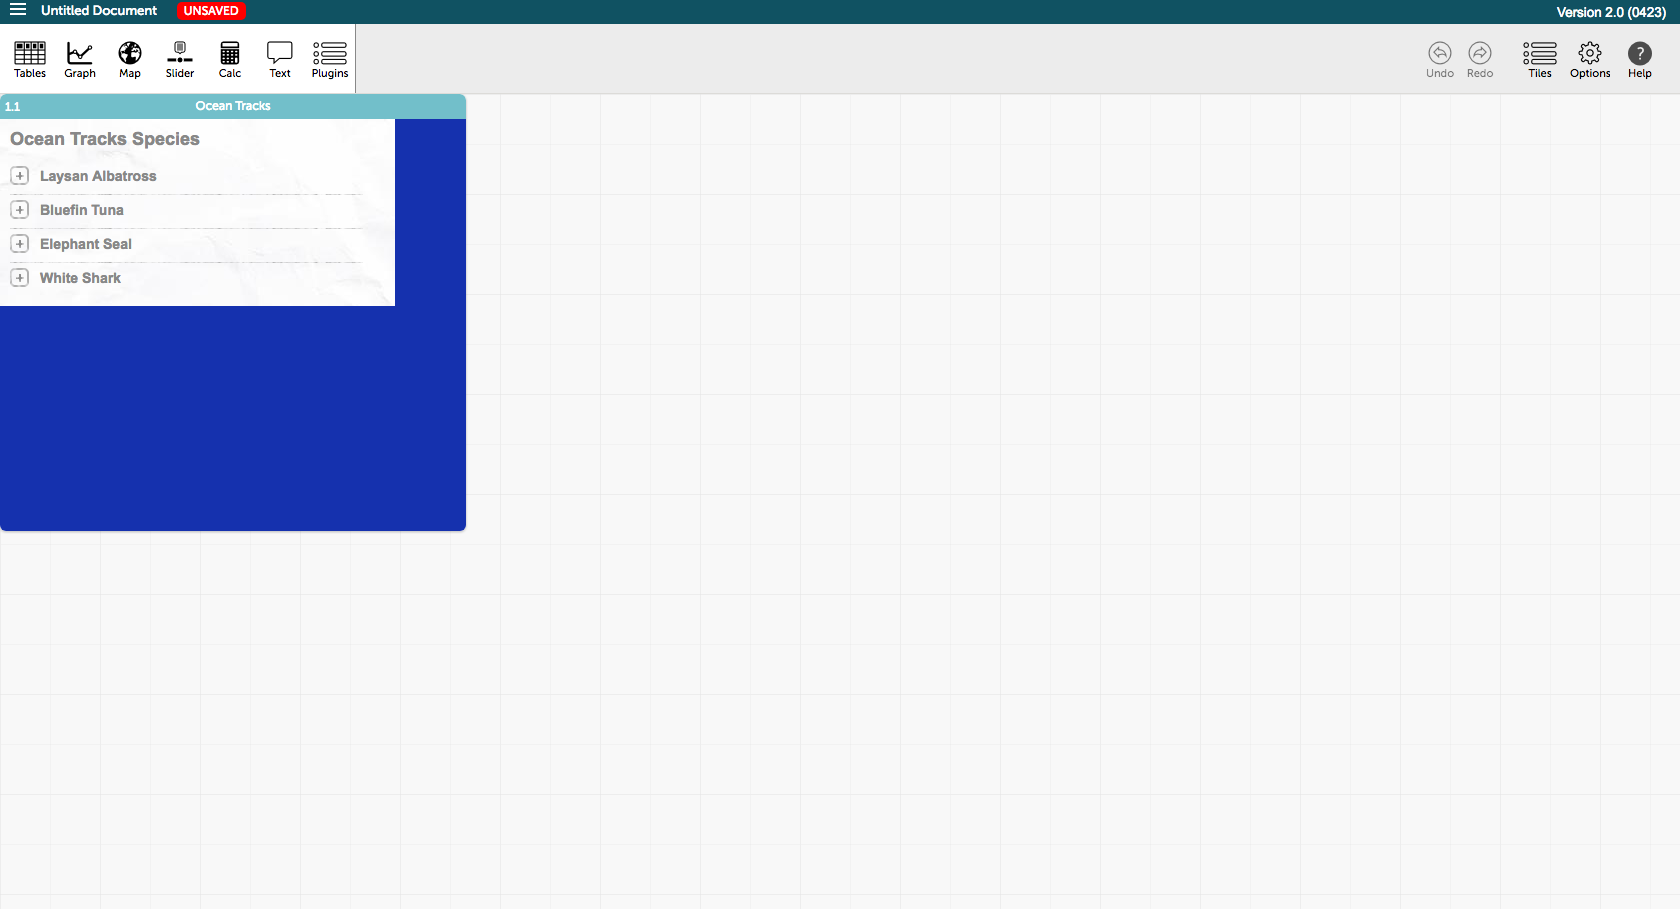 Untitled Document UNSAVED Version 2.0 (0423)
Tables Graph Map Slider Calc Text Plugins Undo Redo Tiles Options ? Help
1.1 Ocean Tracks
Ocean Tracks Species
+ Laysan Albatross
+ Bluefin Tuna
+ Elephant Seal
+ White Shark